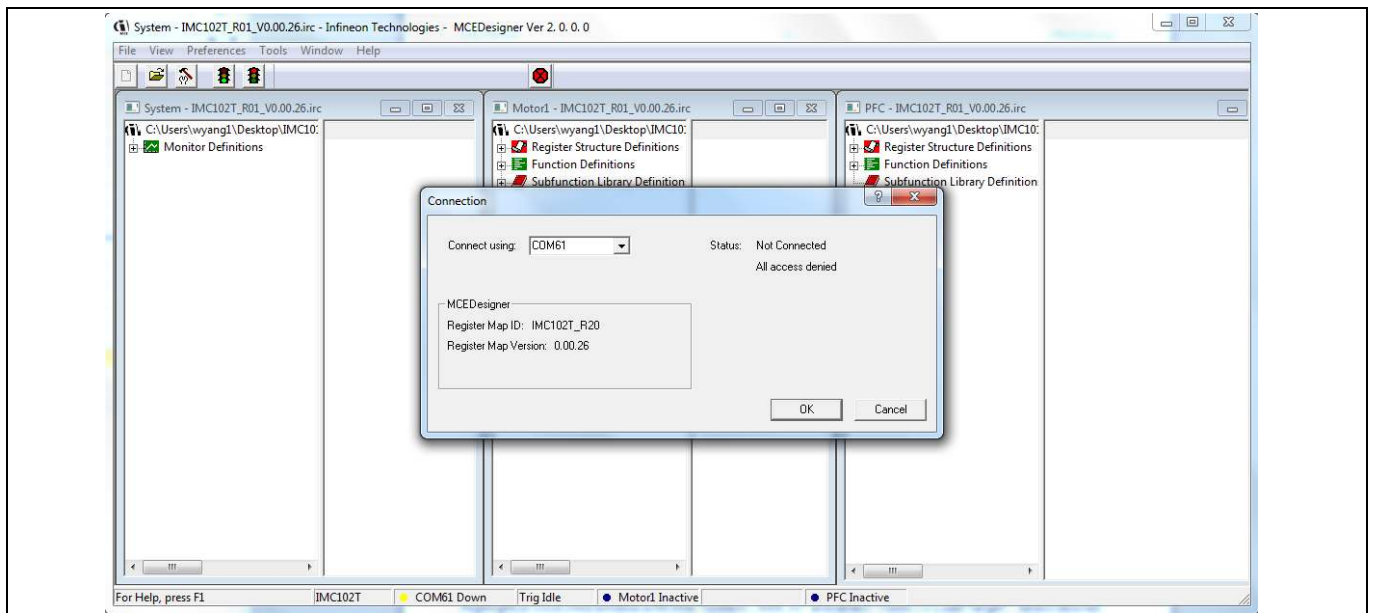 System - IMC102T_R01_V0.00.26.irc - Infineon Technologies - MCEDesigner Ver 2. 0. 0. 0
File View Preferences Tools Window Help
System - IMC102T_R01_V0.00.26.irc
Motor1 - IMC102T_R01_V0.00.26.irc
PFC - IMC102T_R01_V0.00.26.irc
C:\Users\wyang1\Desktop\IMC10:
Monitor Definitions
C:\Users\wyang1\Desktop\IMC10:
Register Structure Definitions
Function Definitions
Subfunction Library Definition
C:\Users\wyang1\Desktop\IMC10:
Register Structure Definitions
Function Definitions
Subfunction Library Definition
Connection
Connect using: COM61
Status: Not Connected
All access denied
MCEDesigner
Register Map ID: IMC102T_R20
Register Map Version: 0.00.26
OK Cancel
For Help, press F1 IMC102T COM61 Down Trig Idle Motor1 Inactive PFC Inactive